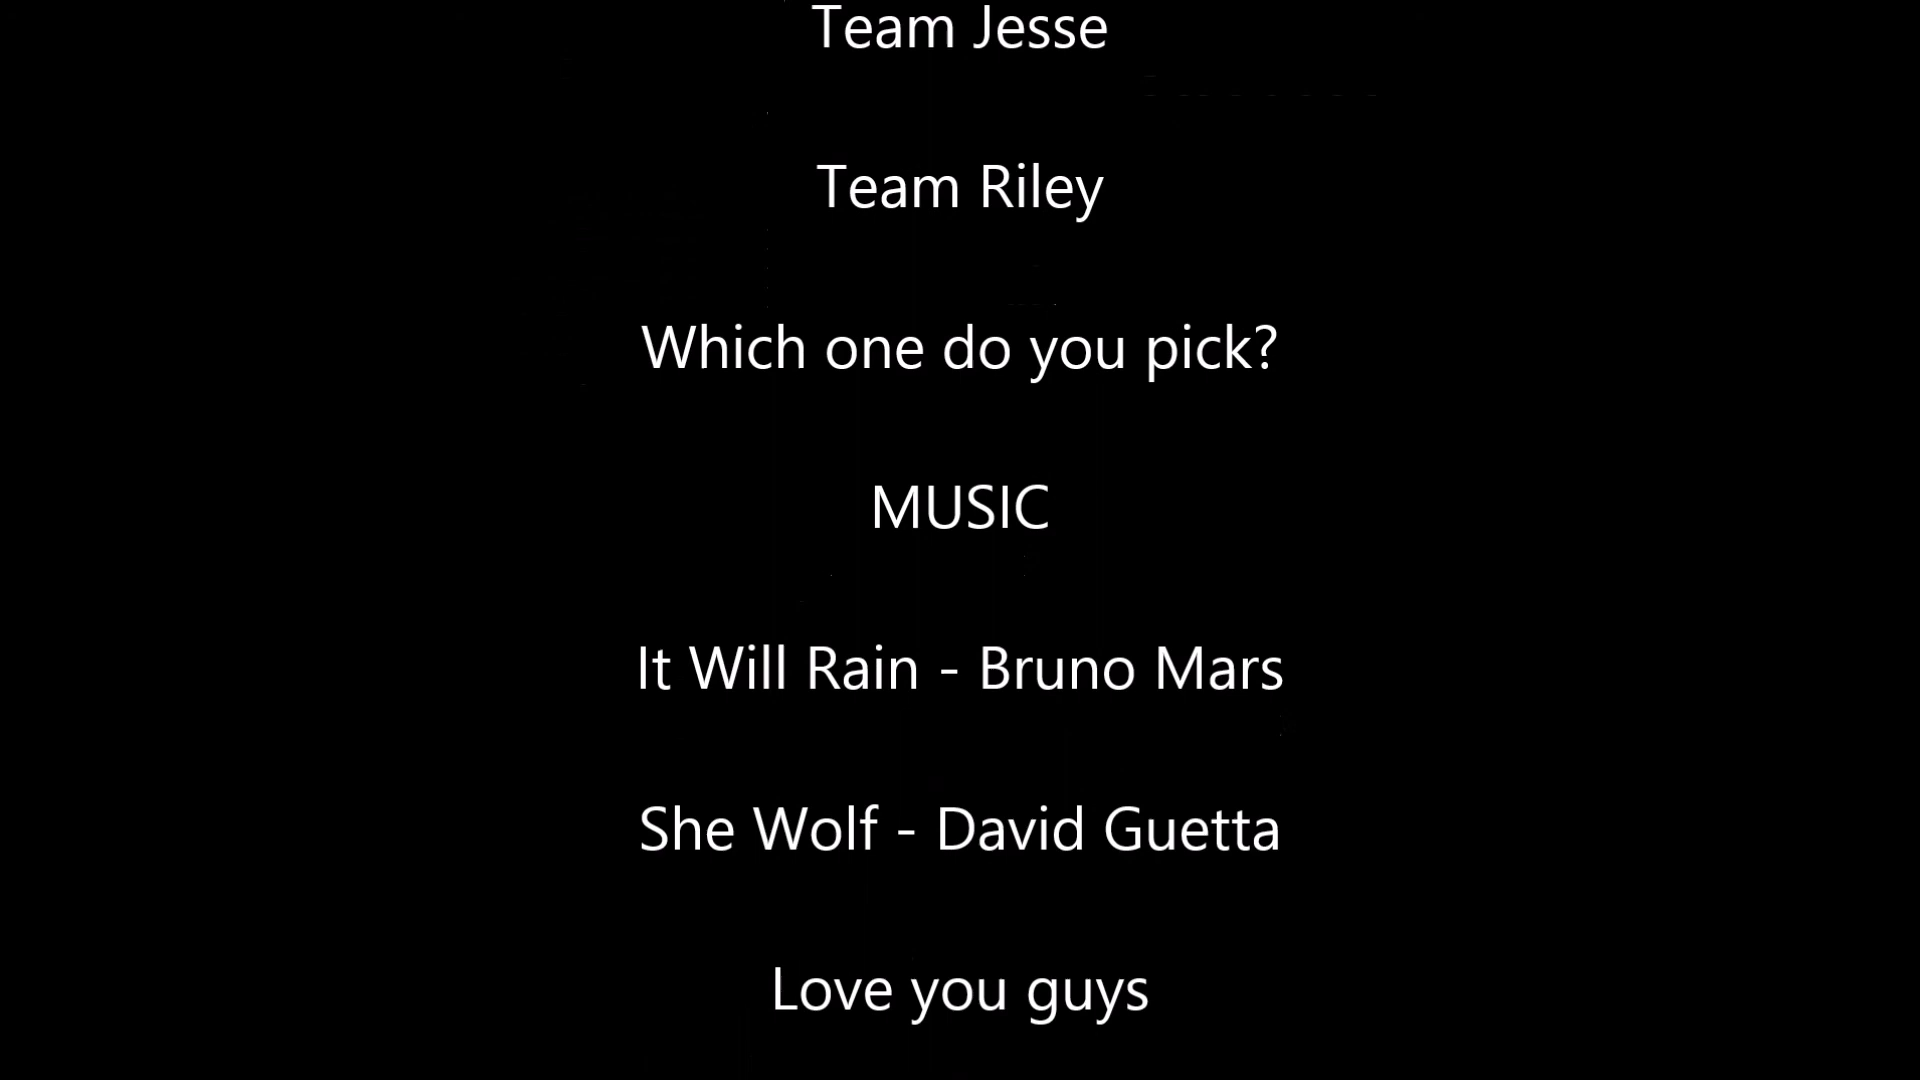 Team Jesse
Team Riley
Which one do you pick?
MUSIC
It Will Rain - Bruno Mars
She Wolf - David Guetta
Love you guys